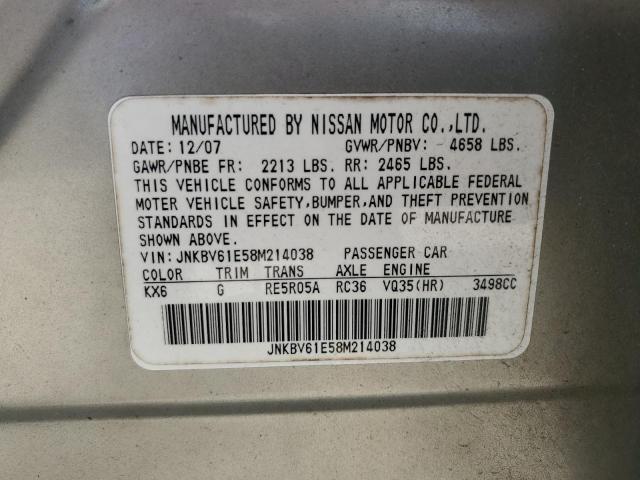 MANUFACTURED BY NISSAN MOTOR CO.,LTD.
DATE: 12/07 GVWR/PNBV: 4658 LBS.
GAWR/PNBE FR: 2213 LBS. RR: 2465 LBS.
THIS VEHICLE CONFORMS TO ALL APPLICABLE FEDERAL
MOTOR VEHICLE SAFETY,BUMPER,AND THEFT PREVENTION
STANDARDS IN EFFECT ON THE DATE OF MANUFACTURE
SHOWN ABOVE.
VIN:JNKBV61E58M214038 PASSENGER CAR
COLOR TRIM TRANS AXLE ENGINE
KX6 G RE5R05A RC36 VQ35(HR) 3498CC
JNKBV61E58M214038